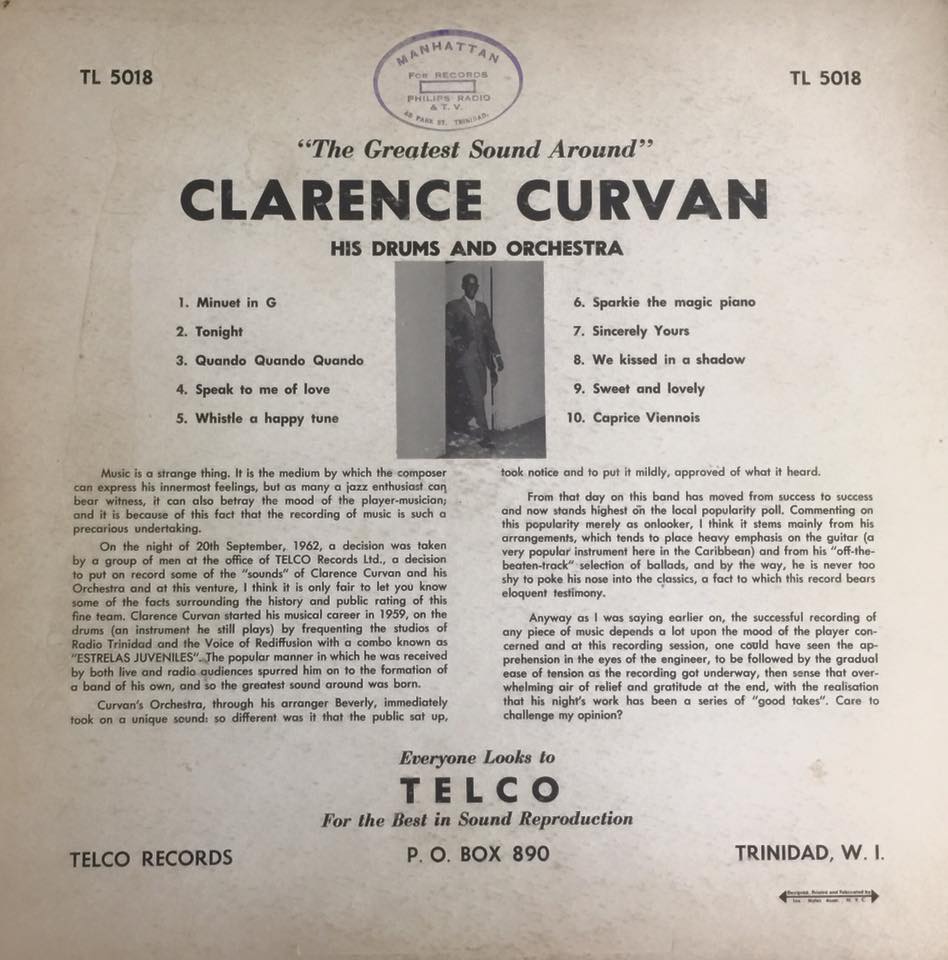 TL 5018
MANHATTAN
FOR RECORDS
PHILIPS RADIO
& T. V.
PARK ST. TRINIDAD.
TL 5018
“The Greatest Sound Around”
CLARENCE CURVAN
HIS DRUMS AND ORCHESTRA
1. Minuet in G
2. Tonight
3. Quando Quando Quando
4. Speak to me of love
5. Whistle a happy tune
6. Sparkie the magic piano
7. Sincerely Yours
8. We kissed in a shadow
9. Sweet and lovely
10. Caprice Viennois
Music is a strange thing. It is the medium by which the composer
can express his innermost feelings, but as many a jazz enthusiast can
bear witness, it can also betray the mood of the player-musician;
and it is because of this fact that the recording of music is such a
precarious undertaking.
On the night of 20th September, 1962, a decision was taken
by a group of men at the office of TELCO Records Ltd., a decision
to put on record some of the "sounds" of Clarence Curvan and his
Orchestra and at this venture, I think it is only fair to let you know
some of the facts surrounding the history and public rating of this
fine team. Clarence Curvan started his musical career in 1959, on the
drums (an instrument he still plays) by frequenting the studios of
Radio Trinidad and the Voice of Rediffusion with a combo known as
"ESTRELAS JUVENILES". The popular manner in which he was received
by both live and radio audiences spurred him on to the formation of
a band of his own, and so the greatest sound around was born.
Curvan's Orchestra, through his arranger Beverly, immediately
took on a unique sound: so different was it that the public sat up,
took notice and to put it mildly, approved of what it heard.
From that day on this band has moved from success to success
and now stands highest on the local popularity poll. Commenting on
this popularity merely as onlooker, I think it stems mainly from his
arrangements, which tends to place heavy emphasis on the guitar (a
very popular instrument here in the Caribbean) and from his "off-the-
beaten-track" selection of ballads, and by the way, he is never too
shy to poke his nose into the classics, a fact to which this record bears
eloquent testimony.
Anyway as I was saying earlier on, the successful recording of
any piece of music depends a lot upon the mood of the player con-
cerned and at this recording session, one could have seen the ap-
prehension in the eyes of the engineer, to be followed by the gradual
ease of tension as the recording got underway, then sense that over-
whelming air of relief and gratitude at the end, with the realisation
that his night's work has been a series of "good takes". Care to
challenge my opinion?
Everyone Looks to
TELCO
For the Best in Sound Reproduction
TELCO RECORDS
P. O. BOX 890
TRINIDAD, W. I.
Designed, Printed and Fabricated by
N Y C